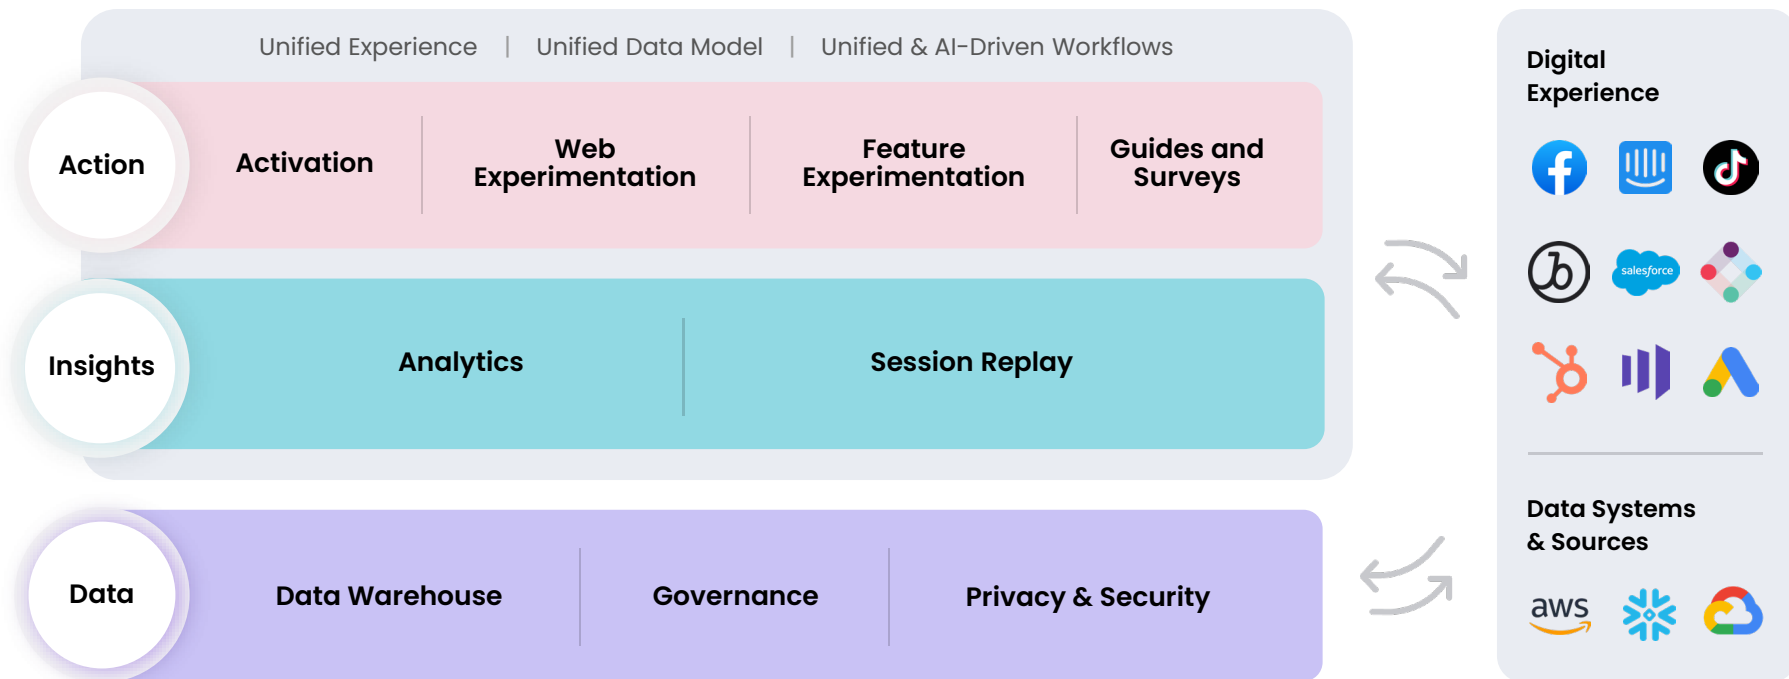 Unified Experience | Unified Data Model | Unified & AI-Driven Workflows
Action
Activation
Web
Experimentation
Feature
Experimentation
Guides and
Surveys
Insights
Analytics
Session Replay
Data
Data Warehouse
Governance
Privacy & Security
Digital
Experience
salesforce
Data Systems
& Sources
aws